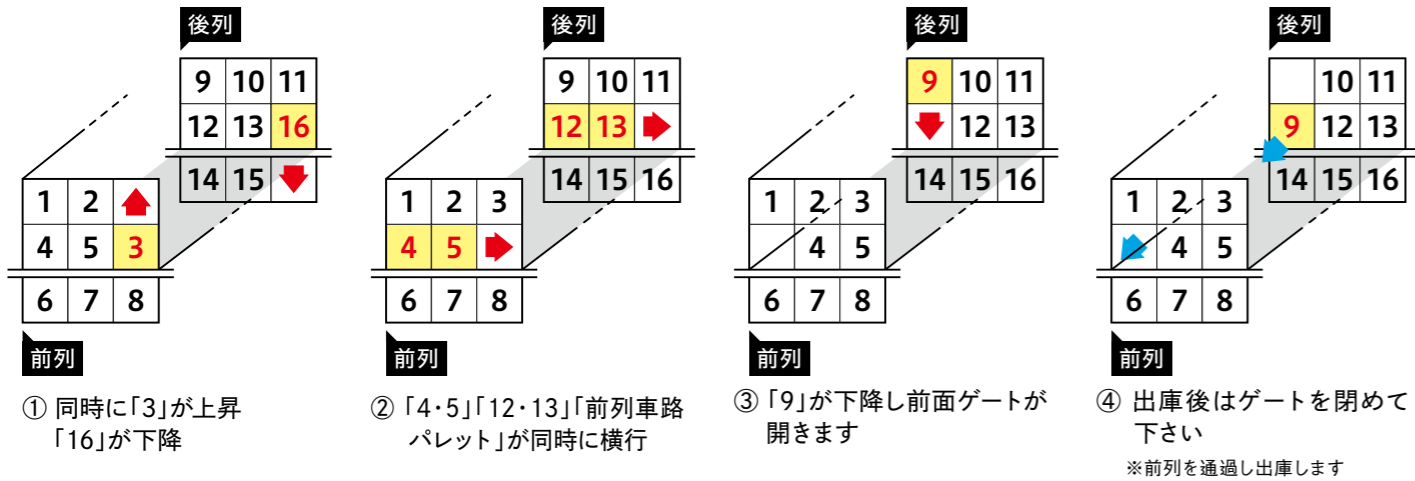 後列
9 10 11
12 13 16
14 15
1 2
4 5 3
6 7 8
前列
① 同時に「3」が上昇
「16」が下降
後列
9 10 11
12 13
14 15 16
1 2 3
4 5
6 7 8
前列
② 「4・5」「12・13」「前列車路
パレット」が同時に横行
後列
9 10 11
12 13
14 15 16
1 2 3
4 5
6 7 8
前列
③ 「9」が下降し前面ゲートが
開きます
後列
10 11
9 12 13
14 15 16
1 2 3
4 5
6 7 8
前列
④ 出庫後はゲートを閉めて
下さい
※前列を通過し出庫します